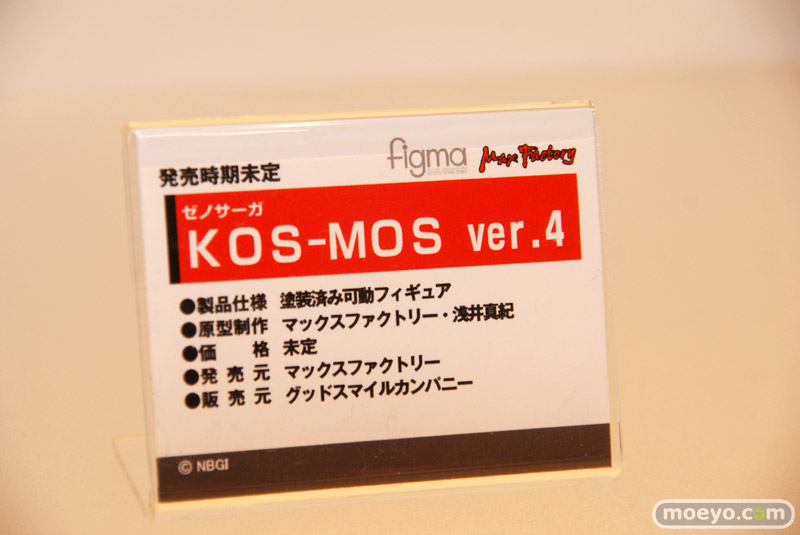 発売時期未定
figma Max Factory
ゼノサーガ
KOS-MOS ver.4
●製品仕様 塗装済み可動フィギュア
●原型制作 マックスファクトリー・浅井真紀
●価 格 未定
●発売元 マックスファクトリー
●販売元 グッドスマイルカンパニー
© NBGI
moeyo.com